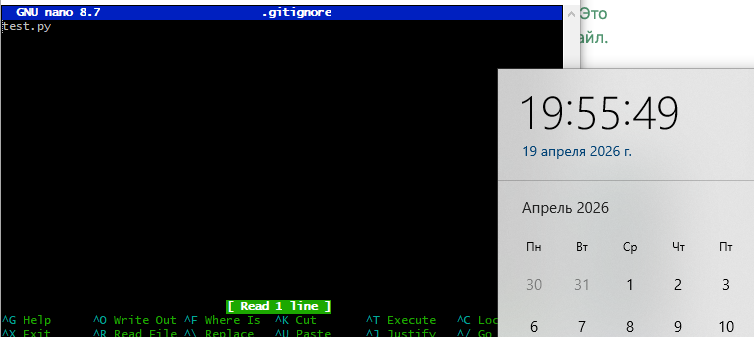 GNU nano 8.7 .gitignore
test.py
Это
айл.
19:55:49
19 апреля 2026 г.
Апрель 2026
Пн Вт Ср Чт Пт
30 31 1 2 3
6 7 8 9 10
[ Read 1 line ]
^G Help ^O Write Out ^F Where Is ^K Cut ^T Execute ^C Loc
^X Exit ^R Read File ^\ Replace ^U Paste ^J Justify ^/ Go